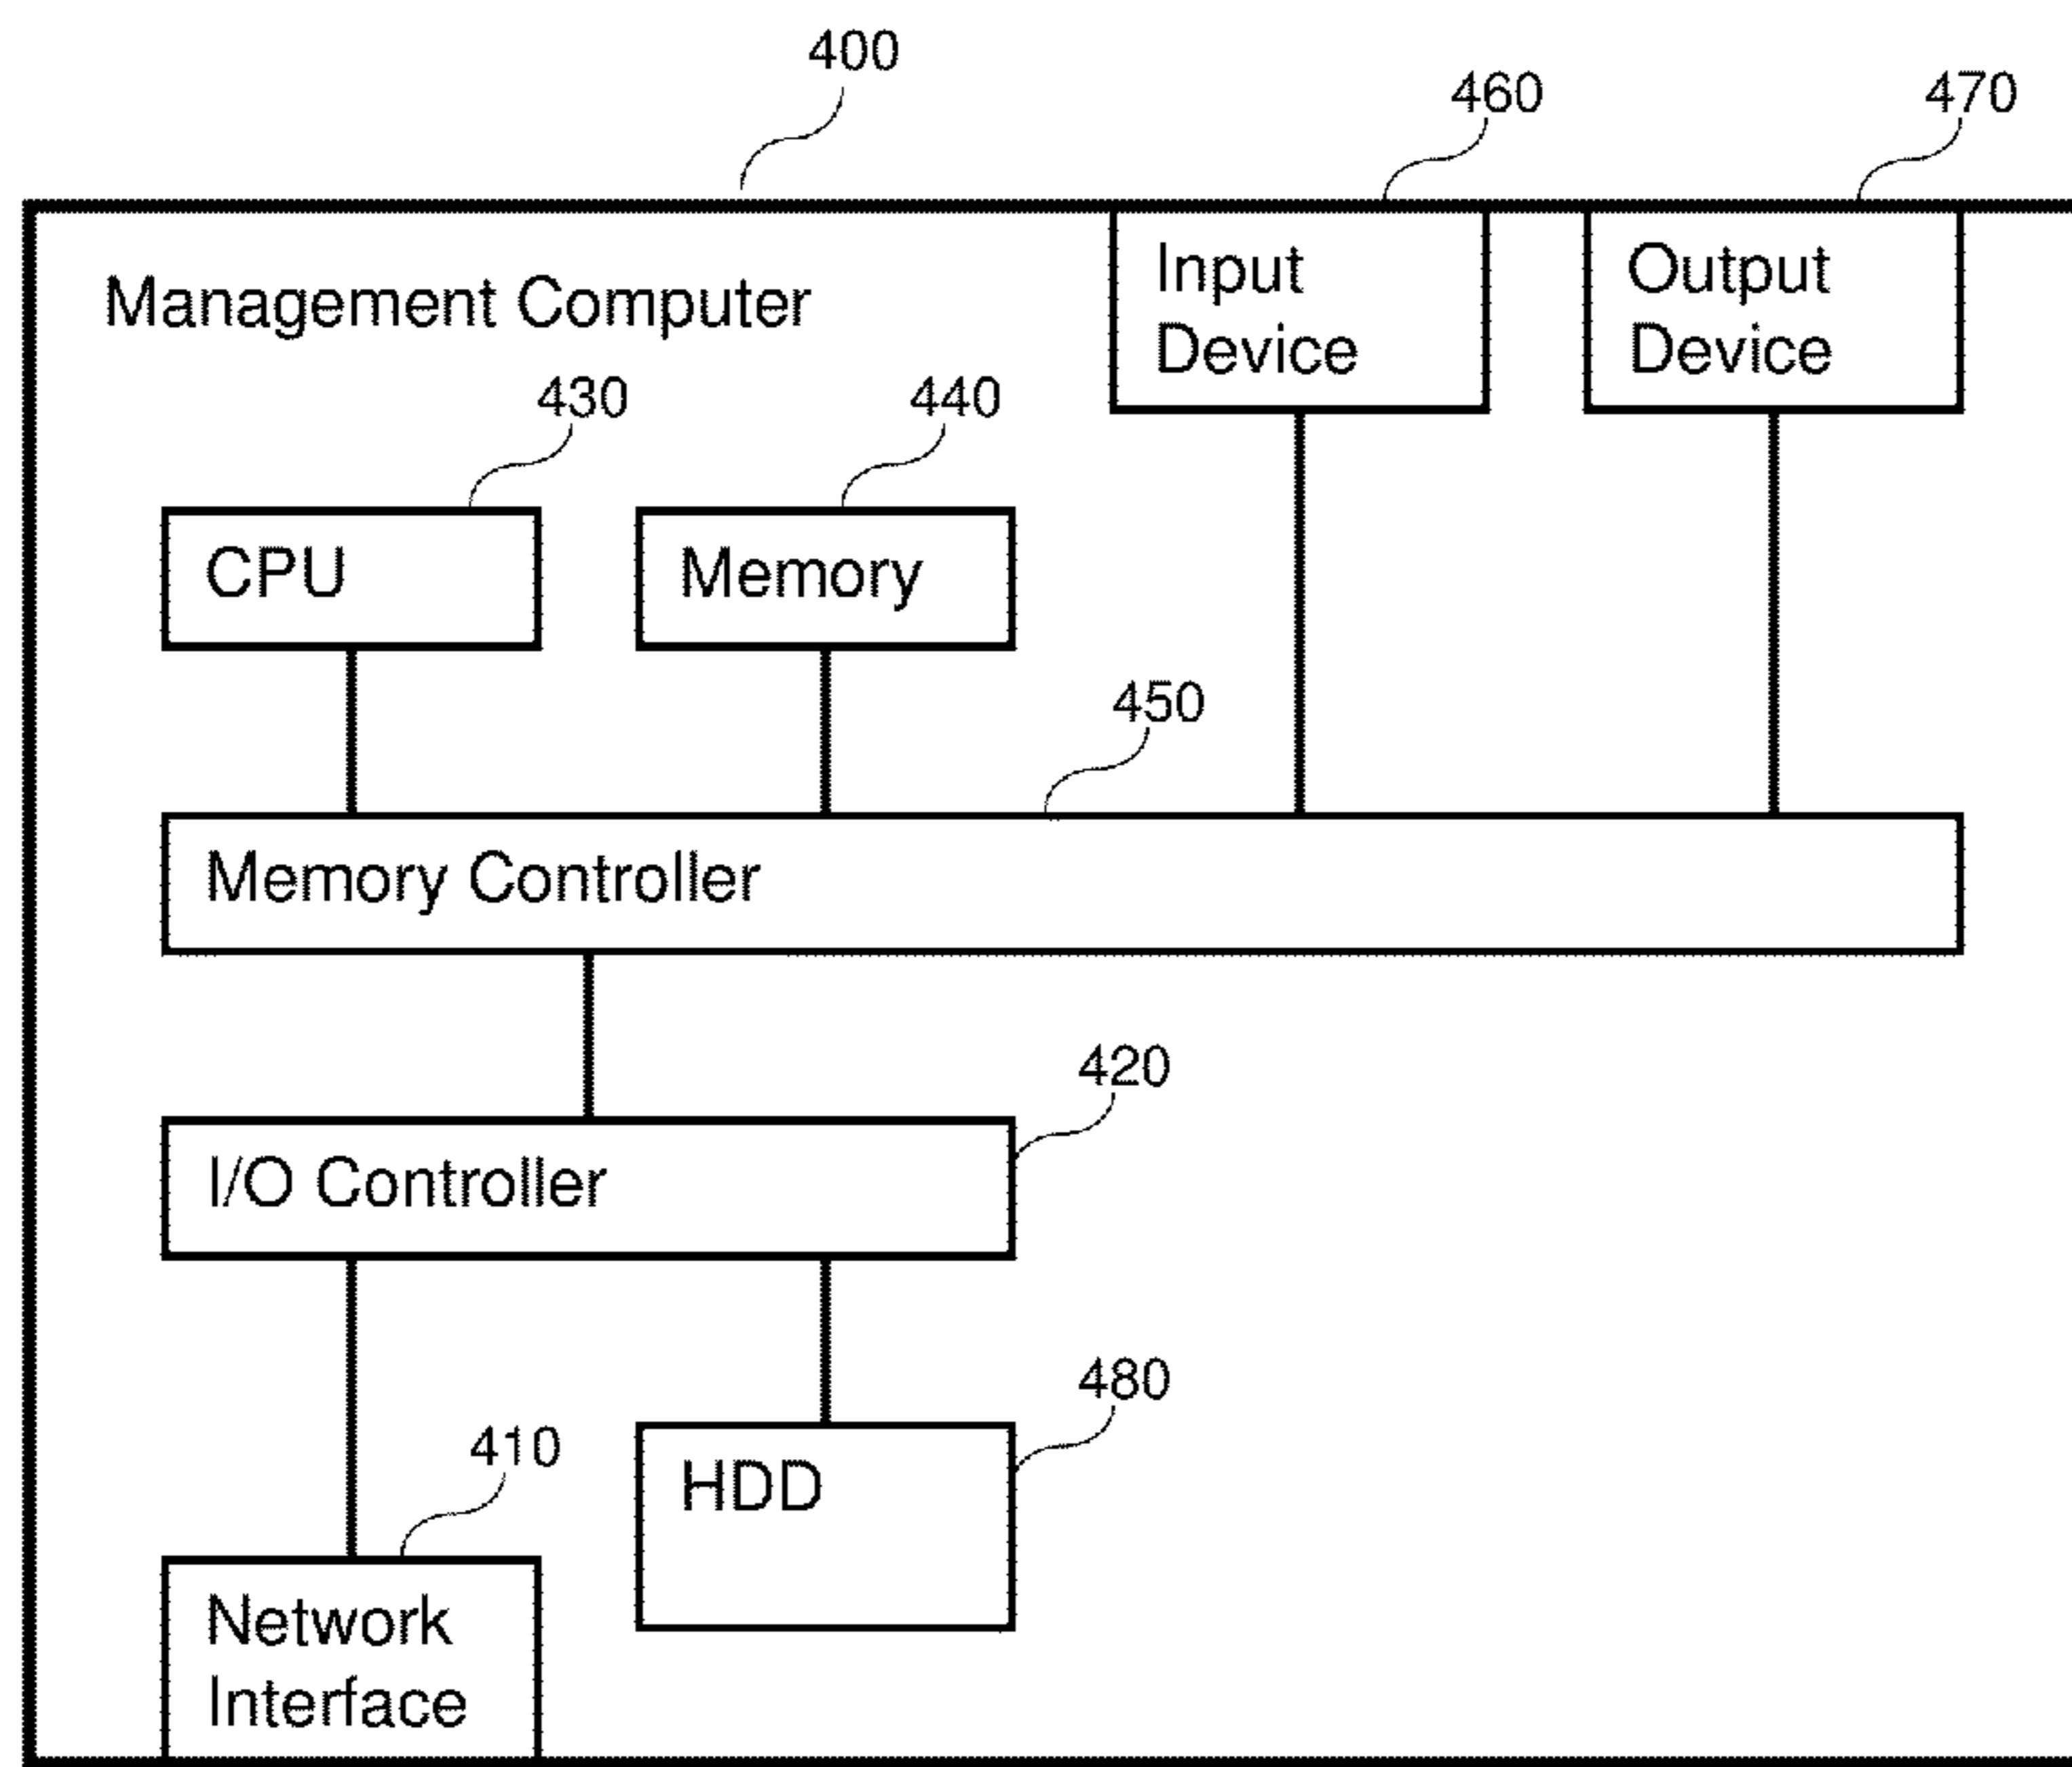 400
460
470
Management Computer
Input
Device
Output
Device
430
440
CPU
Memory
450
Memory Controller
420
I/O Controller
480
410
HDD
Network
Interface